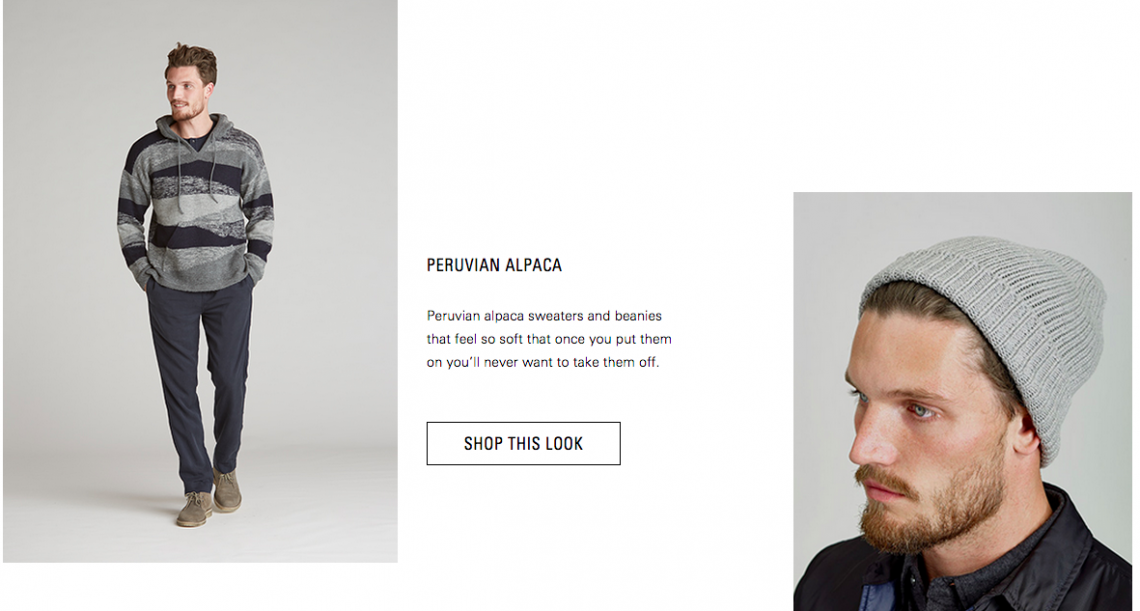 PERUVIAN ALPACA
Peruvian alpaca sweaters and beanies
that feel so soft that once you put them
on you'll never want to take them off.
SHOP THIS LOOK